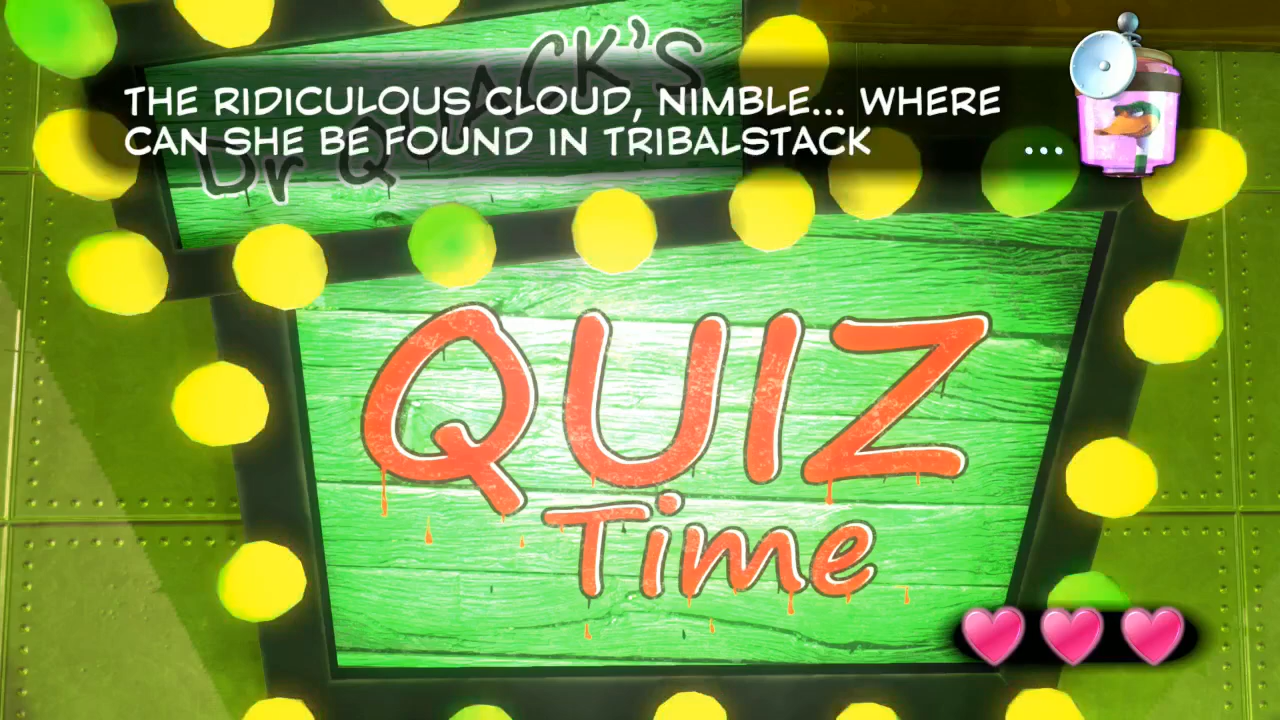 Dr QUACK'S
THE RIDICULOUS CLOUD, NIMBLE... WHERE
CAN SHE BE FOUND IN TRIBALSTACK
...
QUIZ
Time